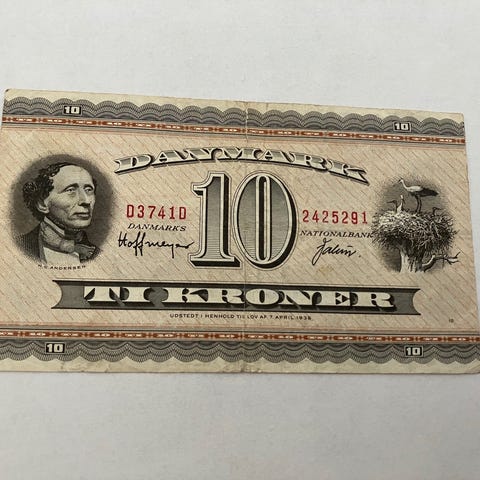 10 10
DANMARK
D3741D 10 2425291
DANMARKS NATIONALBANK
Hoffmeyer
H.C. ANDERSEN
TI KRONER
UDSTEDT I HENHOLD TIL LOV AF 7. APRIL 1936
10 10